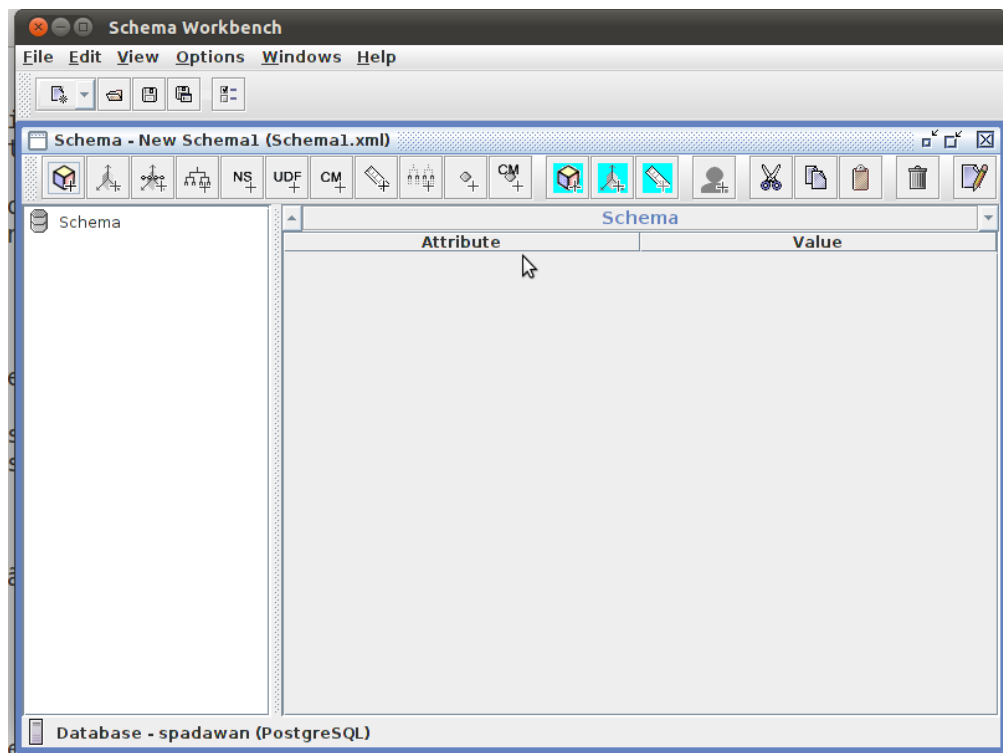 Schema Workbench
File Edit View Options Windows Help
Schema - New Schema1 (Schema1.xml)
NS UDF CM CM
Schema
Schema
Attribute Value
Database - spadawan (PostgreSQL)